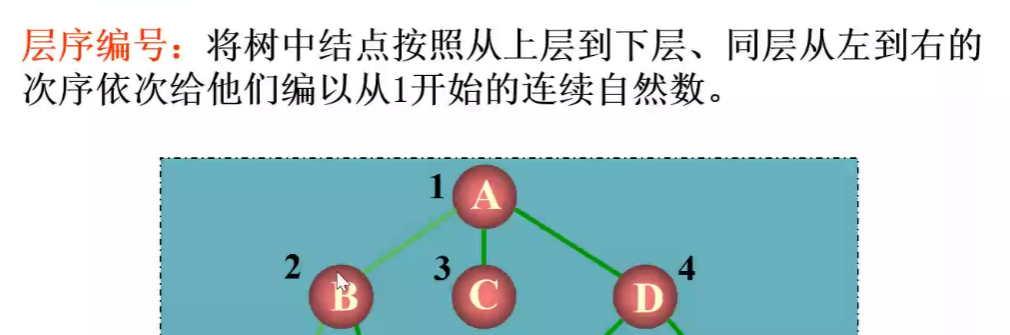 层序编号：将树中结点按照从上层到下层、同层从左到右的
次序依次给他们编以从1开始的连续自然数。
1 A
2 B 3 C D 4